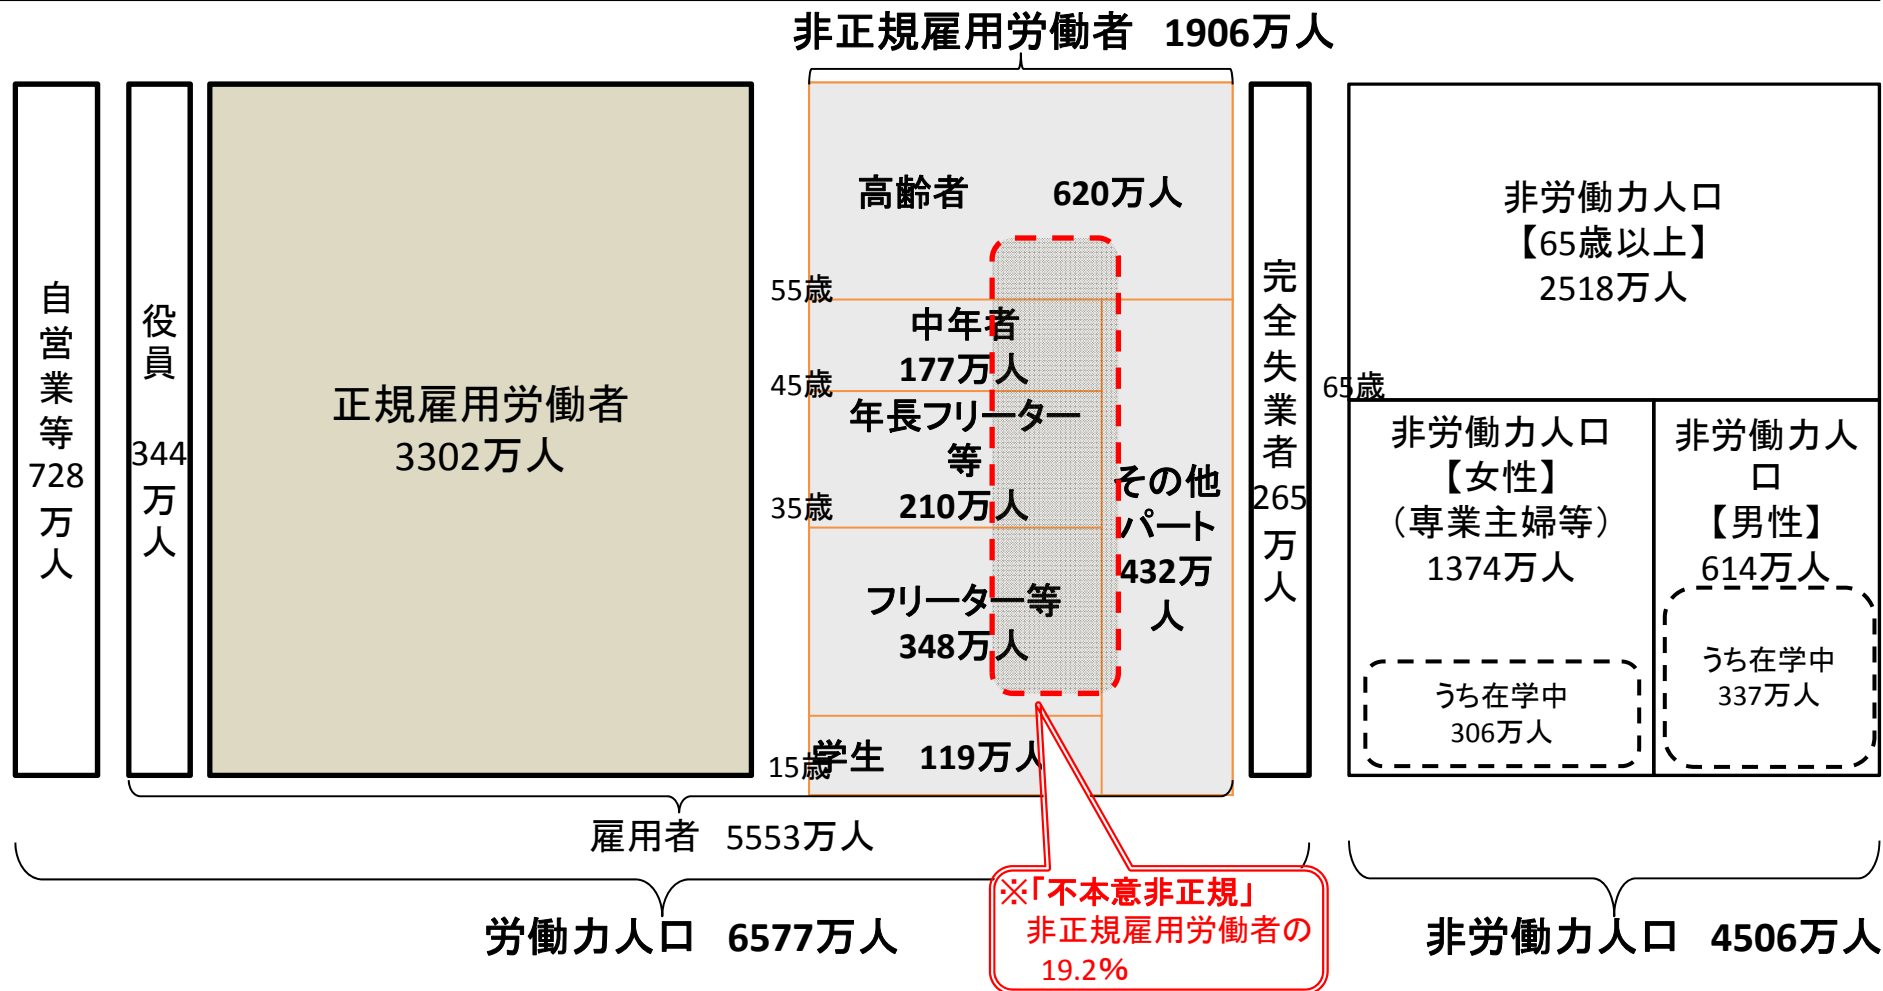 非正規雇用労働者 1906万人
自営業等
728
万人
役員
344
万人
正規雇用労働者
3302万人
高齢者 620万人
55歳
中年者
177万人
45歳
年長フリーター
等
210万人
35歳
フリーター等
348万人
その他
パート
432万
人
15歳
学生 119万人
完全失業者
265
万人
非労働力人口
【65歳以上】
2518万人
65歳
非労働力人口
【女性】
（専業主婦等）
1374万人
うち在学中
306万人
非労働力人
口
【男性】
614万人
うち在学中
337万人
雇用者 5553万人
労働力人口 6577万人
※「不本意非正規」
非正規雇用労働者の
19.2%
非労働力人口 4506万人